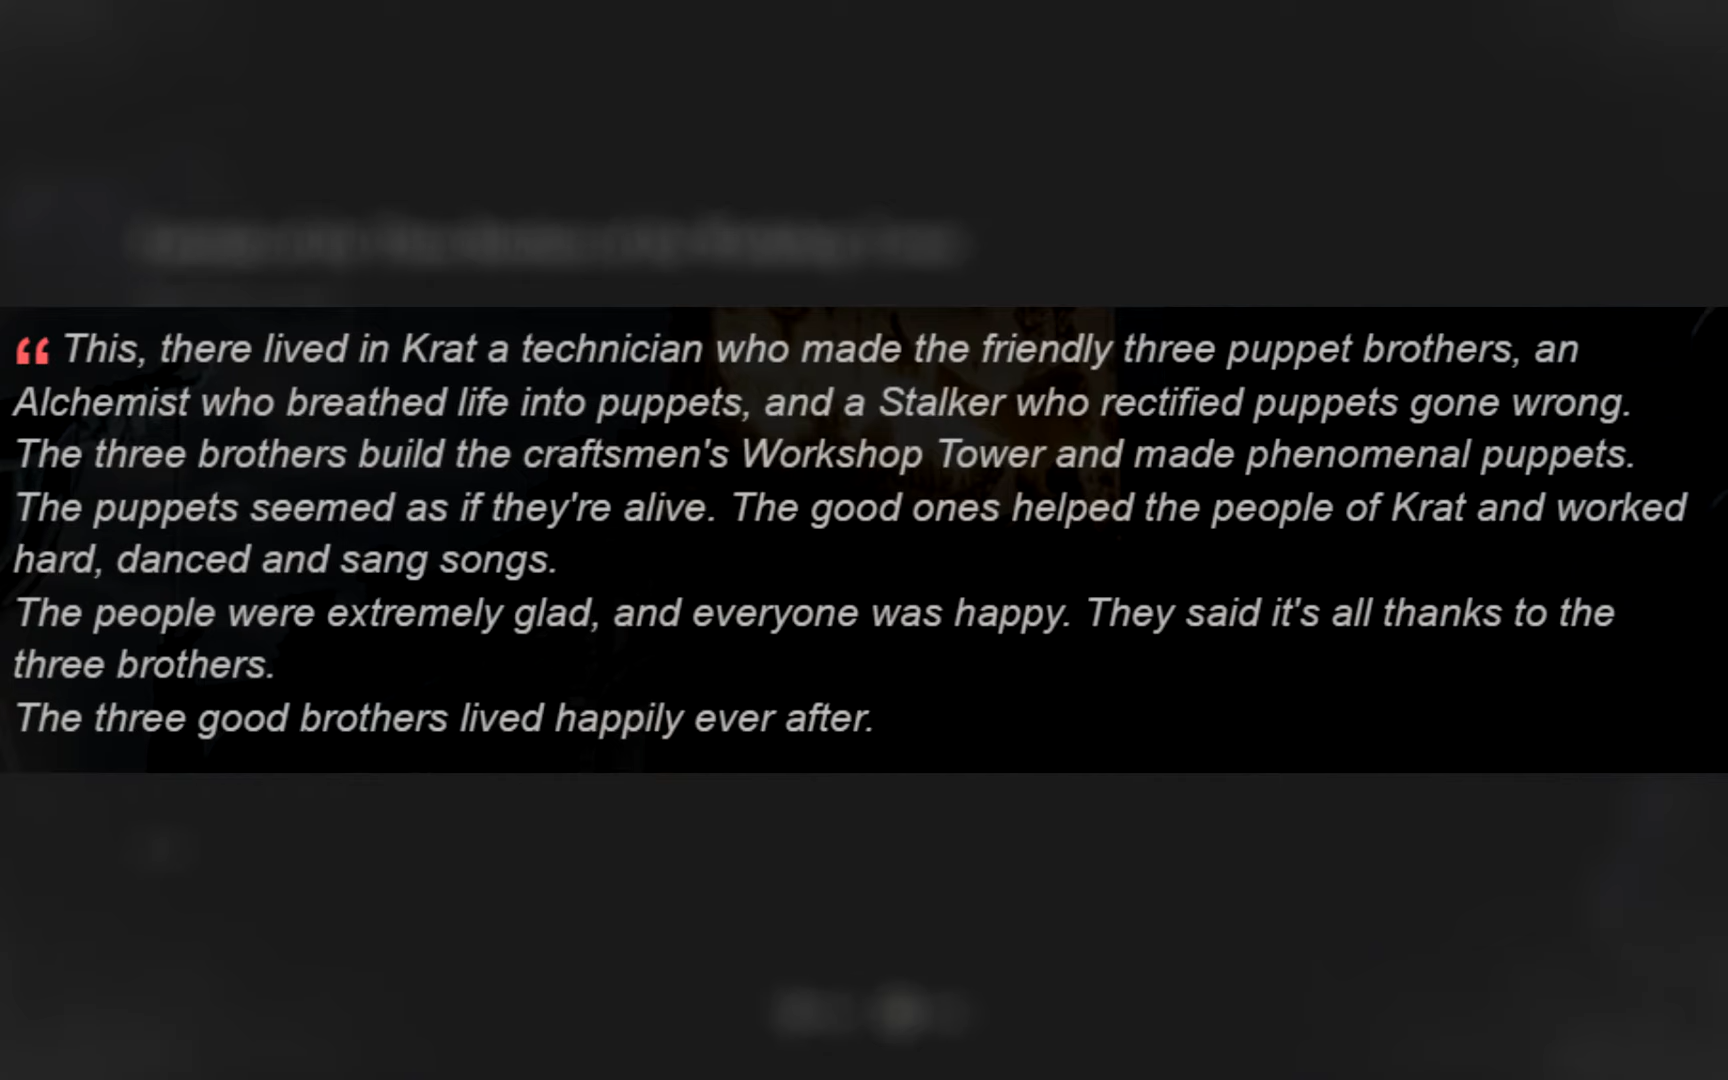 “ This, there lived in Krat a technician who made the friendly three puppet brothers, an
Alchemist who breathed life into puppets, and a Stalker who rectified puppets gone wrong.
The three brothers build the craftsmen's Workshop Tower and made phenomenal puppets.
The puppets seemed as if they're alive. The good ones helped the people of Krat and worked
hard, danced and sang songs.
The people were extremely glad, and everyone was happy. They said it's all thanks to the
three brothers.
The three good brothers lived happily ever after.